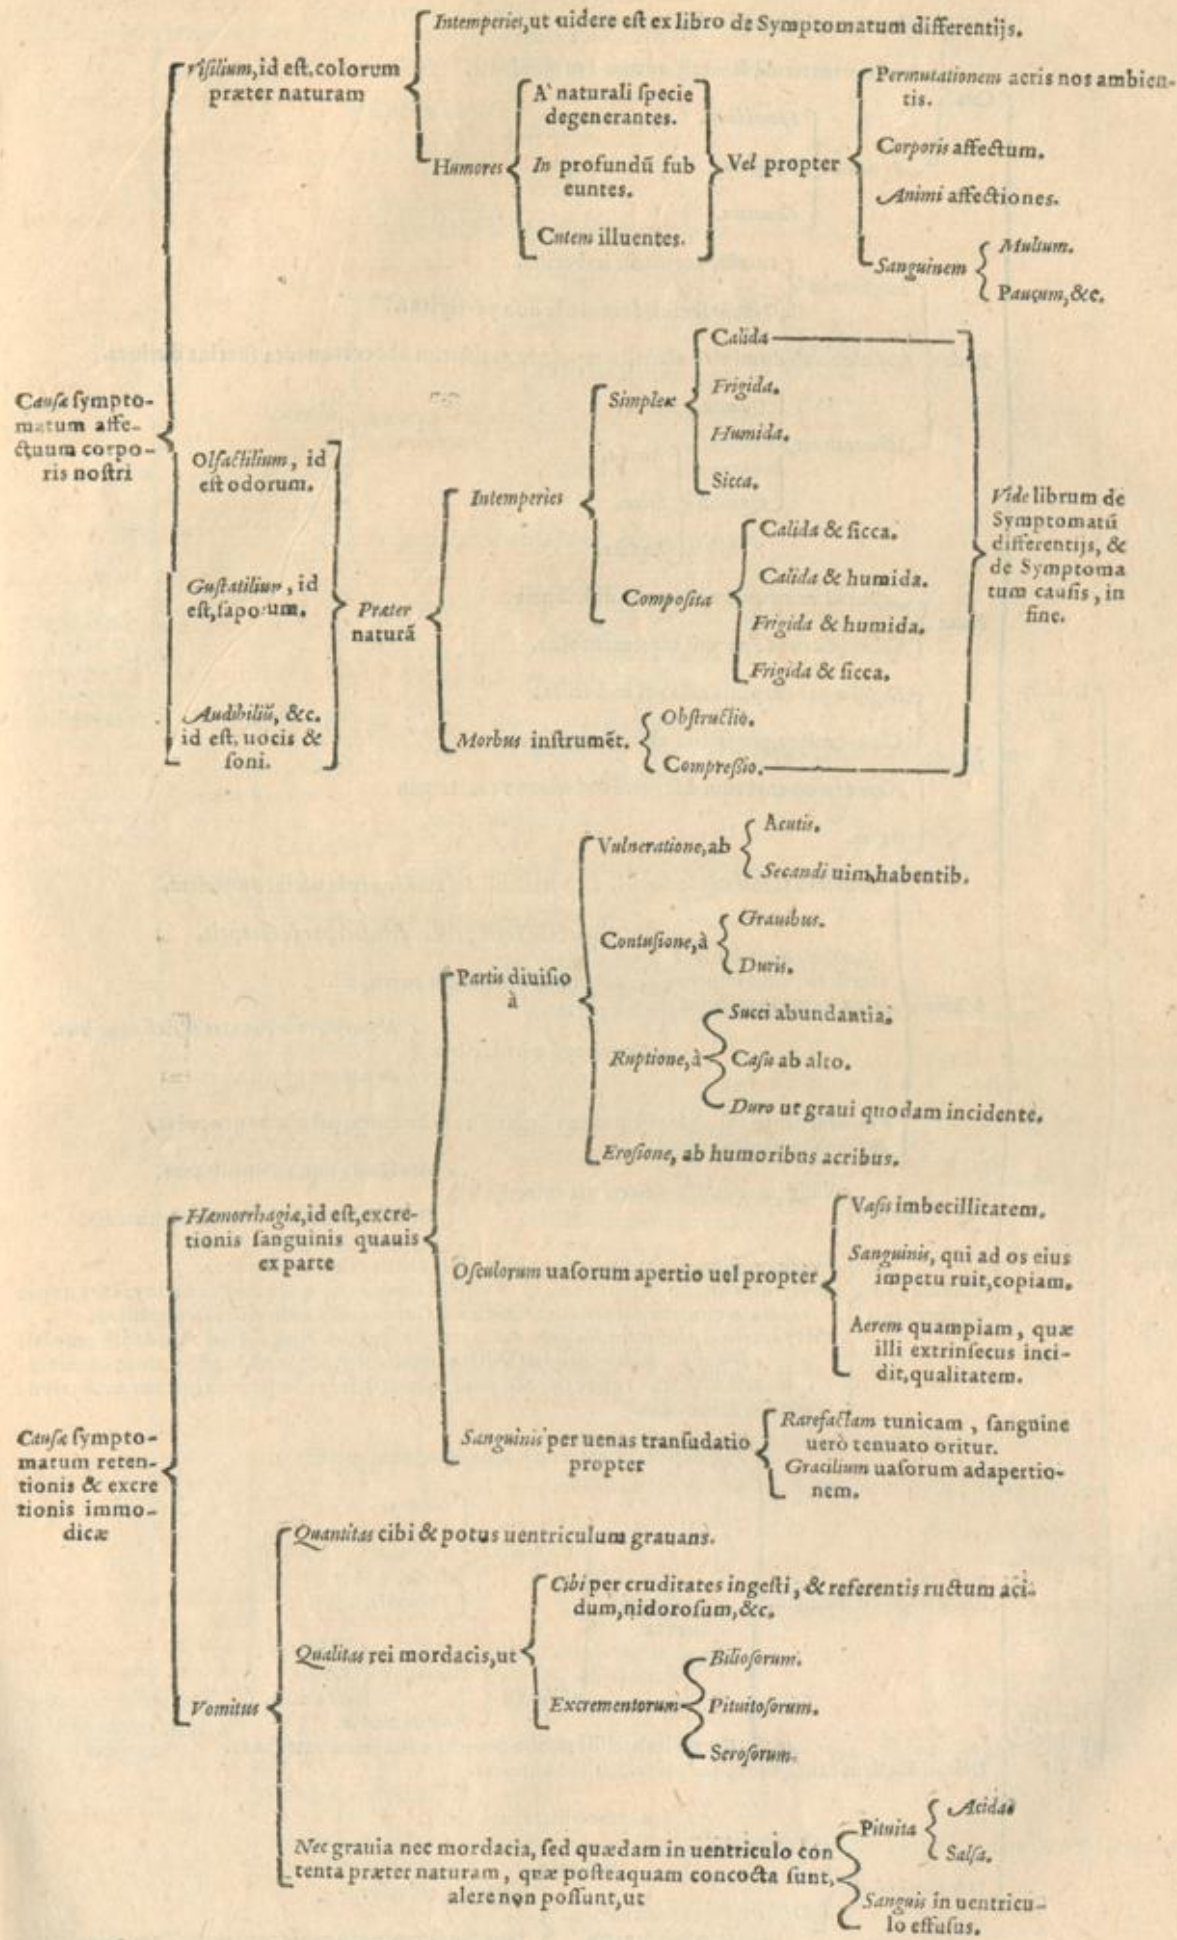 Intemperies, ut uidere est ex libro de Symptomatum differentijs.
Visilium, id est. colorum
præter naturam
Humores
A` naturali specie
degenerantes.
In profundũ sub
euntes.
Cutem illuentes.
Vel propter
Permutationem aeris nos ambien-
tis.
Corporis affectum.
Animi affectiones.
Sanguinem
Multum.
Paucum, &c.
Causæ sympto-
matum affe-
ctuum corpo-
ris nostri
Olfactilium, id
est odorum.
Gustatilium, id
est, saporum.
Audibiliũ, &c.
id est, uocis &
soni.
Præter
naturã
Intemperies
Simplex
Calida
Frigida.
Humida.
Sicca.
Composita
Calida & sicca.
Calida & humida.
Frigida & humida.
Frigida & sicca.
Morbus instrumẽt.
Obstructio.
Compressio.
Vide librum de
Symptomatũ
differentijs, &
de Symptoma
tum causis, in
fine.
Causæ sympto-
matum reten-
tionis & excre
tionis immo-
dicæ
Hæmorrhagiæ, id est, excre-
tionis sanguinis quauis
ex parte
Partis diuisio
à
Vulneratione, ab
Acutis.
Secandi uim habentib.
Contusione, à
Grauibus.
Duris.
Ruptione, à
Succi abundantia.
Casu ab alto.
Duro ut graui quodam incidente.
Erosione, ab humoribus acribus.
Osculorum uasorum apertio uel propter
Vasis imbecillitatem.
Sanguinis, qui ad os eius
impetu ruit, copiam.
Aerem quampiam, quæ
illi extrinsecus inci-
dit, qualitatem.
Sanguinis per uenas transudatio
propter
Rarefactam tunicam, sanguine
uerò tenuato oritur.
Gracilium uasorum adapertio-
nem.
Vomitus
Quantitas cibi & potus uentriculum grauans.
Qualitas rei mordacis, ut
Cibi per cruditates ingesti, & referentis ructum aci-
dum, nidorosum, &c.
Excrementorum
Biliosorum.
Pituitosorum.
Serosorum.
Nec grauia nec mordacia, sed quædam in uentriculo con
tenta præter naturam, quæ posteaquam concocta sunt,
alere non possunt, ut
Pituita
Acida
Salsa.
Sanguis in uentricu-
lo effusus.